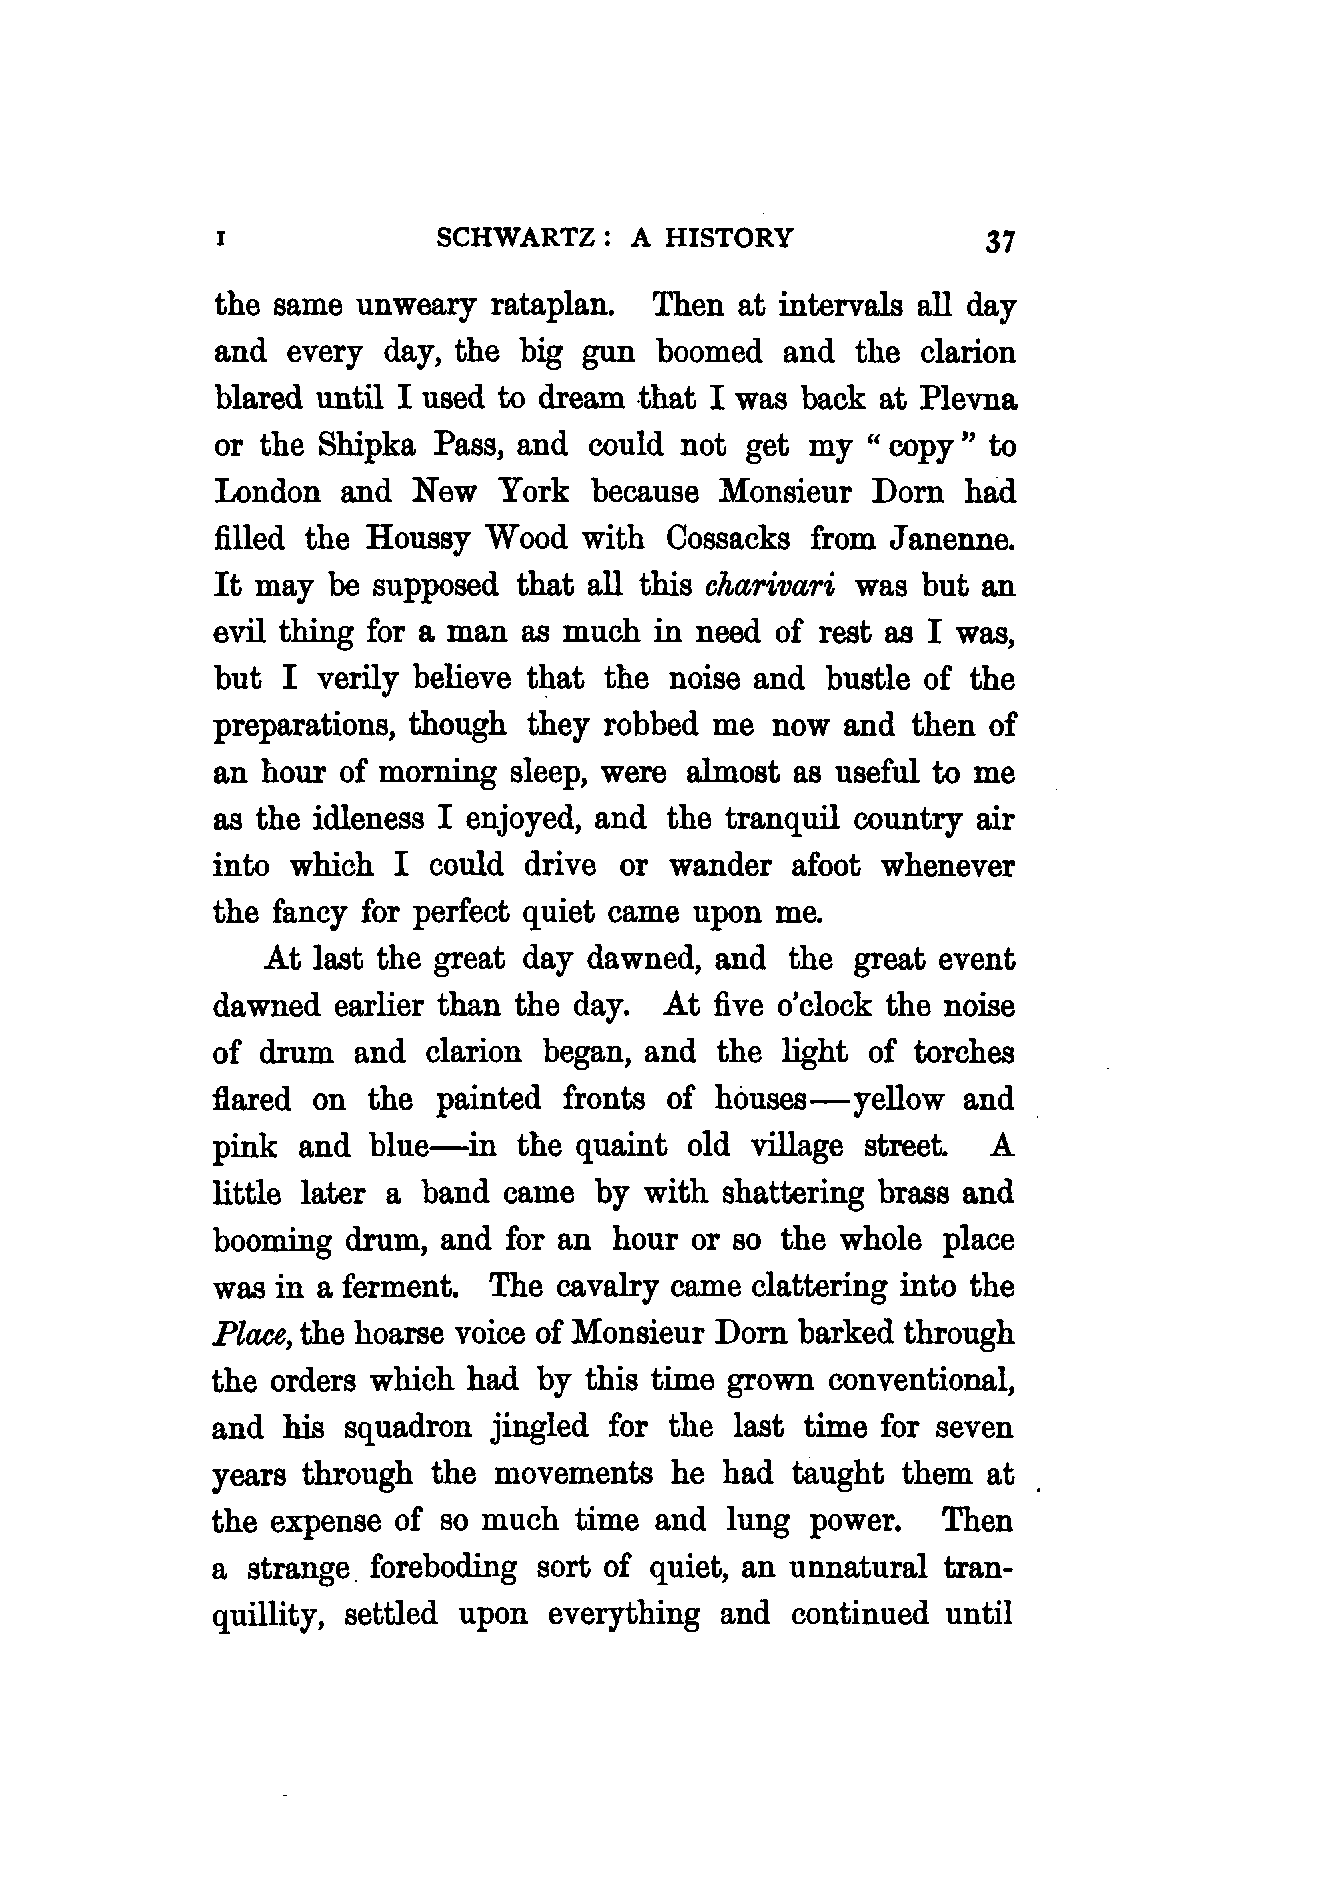 I SCHWARTZ: A HISTORY 37
the same unweary rataplan. Then at intervals all day
and every day, the big gun boomed and the clarion
blared until I used to dream that I was back at Plevna
or the Shipka Pass, and could not get my “copy” to
London and New York because Monsieur Dorn had
filled the Houssy Wood with Cossacks from Janenne.
It may be supposed that all this charivari was but an
evil thing for a man as much in need of rest as I was,
but I verily believe that the noise and bustle of the
preparations, though they robbed me now and then of
an hour of morning sleep, were almost as useful to me
as the idleness I enjoyed, and the tranquil country air
into which I could drive or wander afoot whenever
the fancy for perfect quiet came upon me.
At last the great day dawned, and the great event
dawned earlier than the day. At five o'clock the noise
of drum and clarion began, and the light of torches
flared on the painted fronts of houses—yellow and
pink and blue—in the quaint old village street. A
little later a band came by with shattering brass and
booming drum, and for an hour or so the whole place
was in a ferment. The cavalry came clattering into the
Place, the hoarse voice of Monsieur Dorn barked through
the orders which had by this time grown conventional,
and his squadron jingled for the last time for seven
years through the movements he had taught them at
the expense of so much time and lung power. Then
a strange foreboding sort of quiet, an unnatural tran-
quillity, settled upon everything and continued until